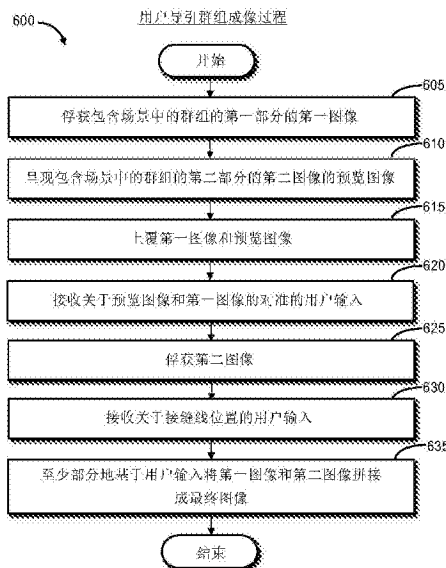 用户导引群组成像过程
600
开始
605
俘获包含场景中的群组的第一部分的第一图像
610
呈现包含场景中的群组的第二部分的第二图像的预览图像
615
上覆第一图像和预览图像
620
接收关于预览图像和第一图像的对准的用户输入
625
俘获第二图像
630
接收关于接缝线位置的用户输入
635
至少部分地基于用户输入将第一图像和第二图像拼接
成最终图像
结束